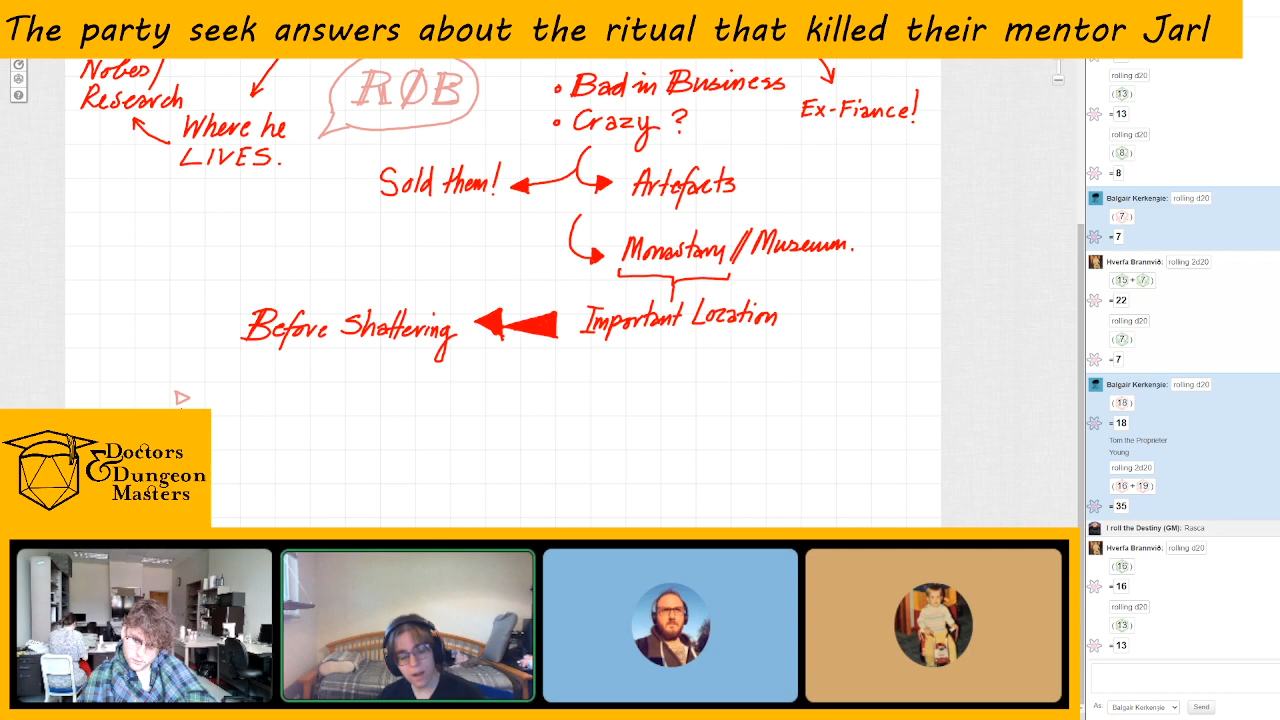 The party seek answers about the ritual that killed their mentor Jarl
Notes/
Research
Where he
LIVES.
RØB
• Bad in Business
• Crazy ?
Ex-Fiance!
Sold them!
Artefacts
Monastary // Museum.
Important Location
Before Shattering
Doctors
&
Dungeon
Masters
rolling d20
(13)
= 13
rolling d20
(8)
= 8
Balgair Kerkengie: rolling d20
(7)
= 7
Hverfa Brannvið: rolling 2d20
(15+7)
= 22
rolling d20
(7)
= 7
Balgair Kerkengie: rolling d20
(18)
= 18
Tom the Proprieter
Young
rolling 2d20
(16+19)
= 35
I roll the Destiny (GM): Rasca
Hverfa Brannvið: rolling d20
(16)
= 16
rolling d20
(13)
= 13
As: Balgair Kerkengie Send